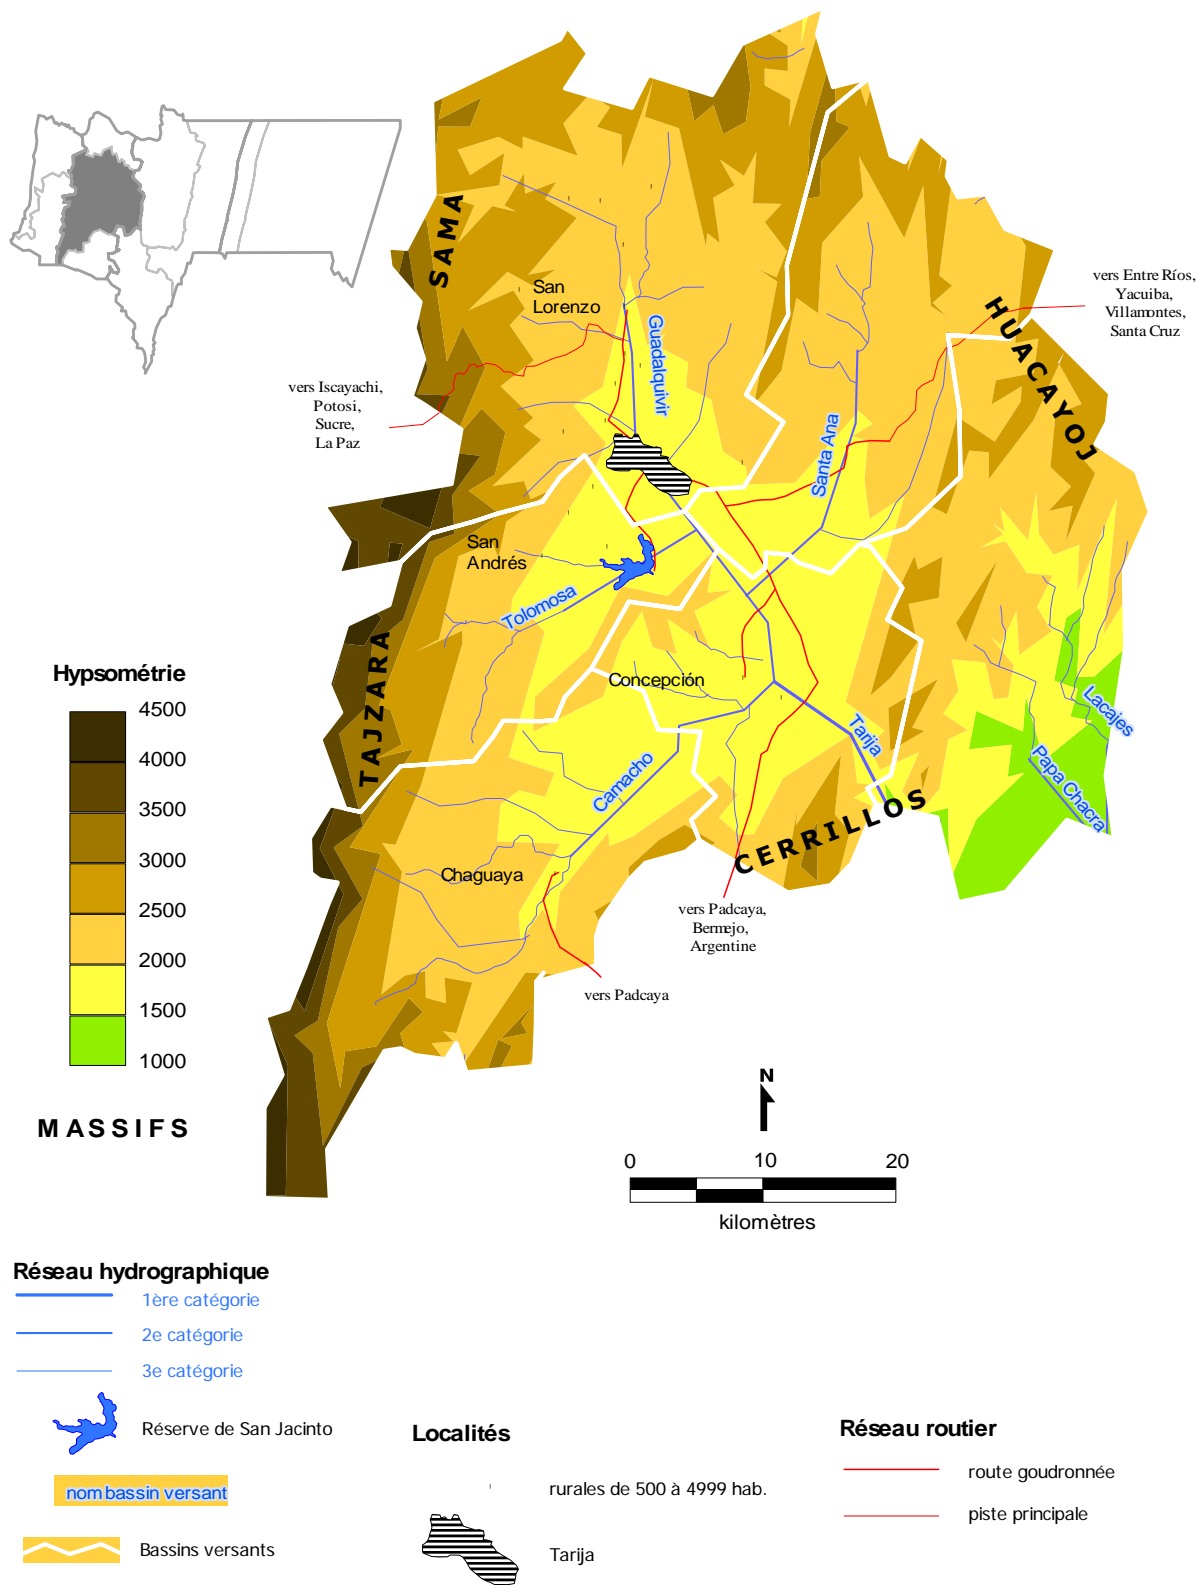 SAMA
San
Lorenzo
Guadalquivir
vers Entre Ríos,
Yacuiba,
Villamontes,
Santa Cruz
HUACAYOJ
vers Iscayachi,
Potosi,
Sucre,
La Paz
Santa Ana
San
Andrés
Tolomosa
TAJZARA
Concepción
Lacajes
Tarija
Papa Chacra
Camacho
CERRILLOS
Chaguaya
vers Padcaya,
Bermejo,
Argentine
vers Padcaya
Hypsométrie
4500
4000
3500
3000
2500
2000
1500
1000
MASSIFS
N
0 10 20
kilomètres
Réseau hydrographique
1ère catégorie
2e catégorie
3e catégorie
Réserve de San Jacinto
nom bassin versant
Bassins versants
Localités
rurales de 500 à 4999 hab.
Tarija
Réseau routier
route goudronnée
piste principale